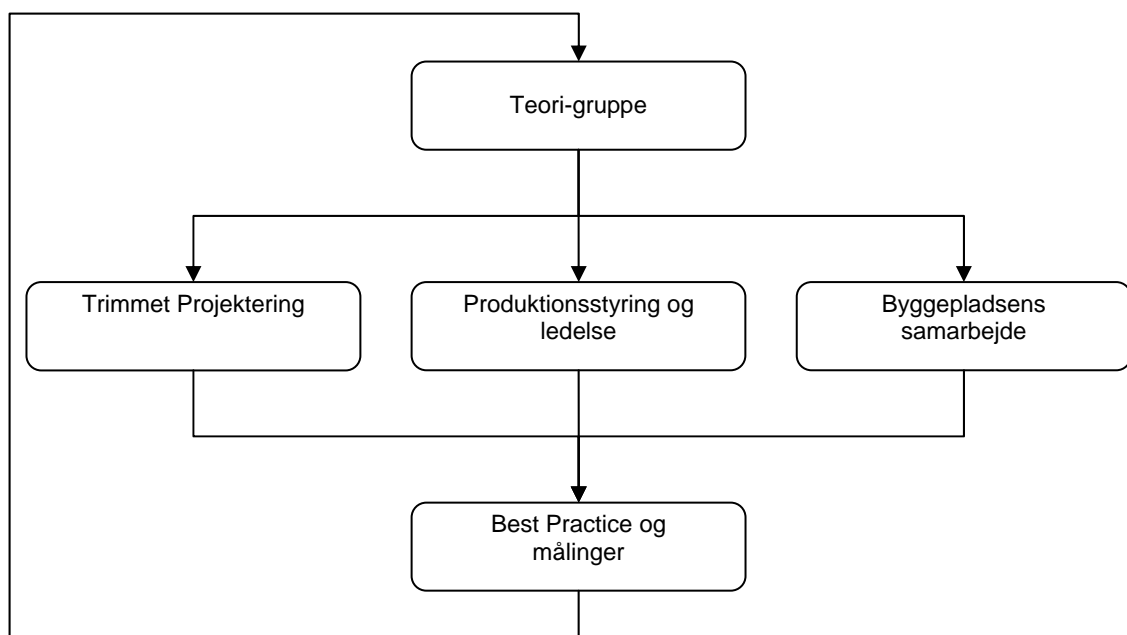 Teori-gruppe
Trimmet Projektering
Produktionsstyring og
ledelse
Byggepladsens
samarbejde
Best Practice og
målinger